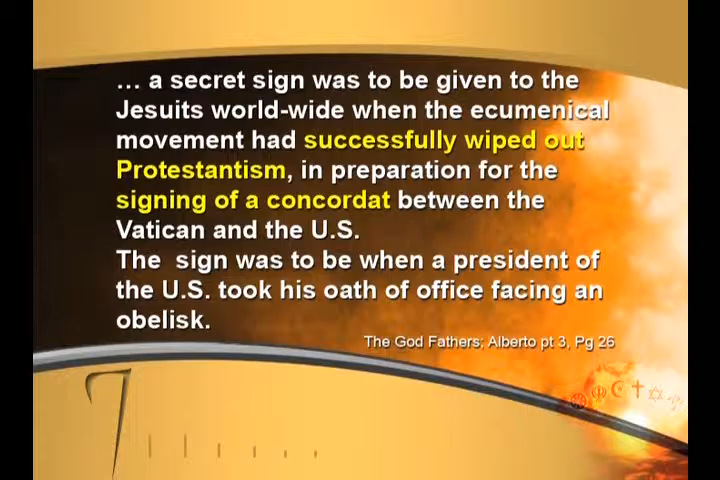 ... a secret sign was to be given to the
Jesuits world-wide when the ecumenical
movement had successfully wiped out
Protestantism, in preparation for the
signing of a concordat between the
Vatican and the U.S.
The sign was to be when a president of
the U.S. took his oath of office facing an
obelisk.
The God Fathers; Alberto pt 3, Pg 26